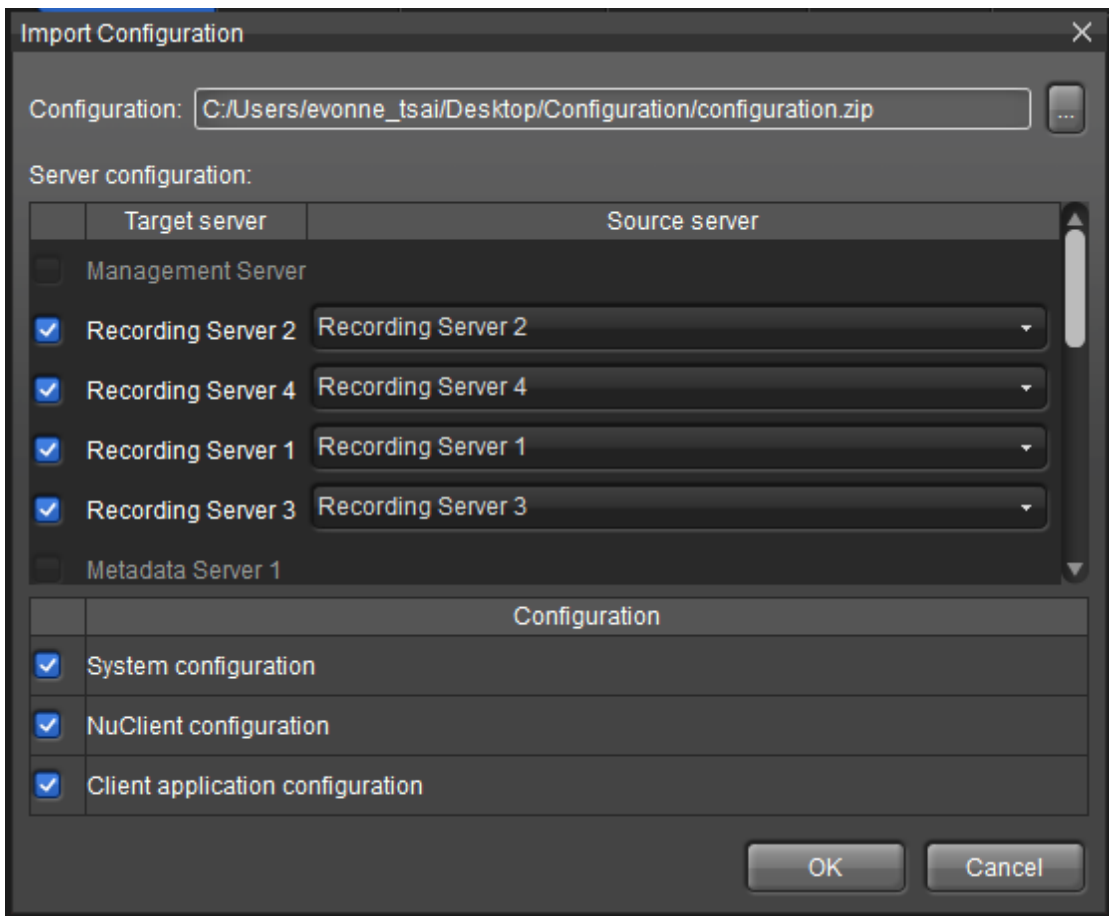 Import Configuration
Configuration: C:/Users/evonne_tsai/Desktop/Configuration/configuration.zip ...
Server configuration:
Target server Source server
Management Server
Recording Server 2 Recording Server 2
Recording Server 4 Recording Server 4
Recording Server 1 Recording Server 1
Recording Server 3 Recording Server 3
Metadata Server 1
Configuration
System configuration
NuClient configuration
Client application configuration
OK Cancel